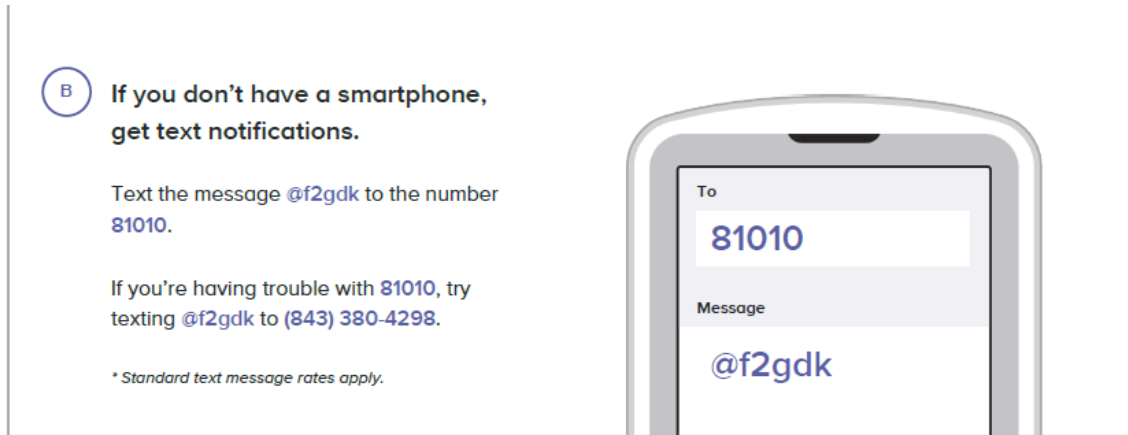 B
If you don't have a smartphone,
get text notifications.
Text the message @f2gdk to the number
81010.
If you're having trouble with 81010, try
texting @f2gdk to (843) 380-4298.
* Standard text message rates apply.
To
81010
Message
@f2gdk